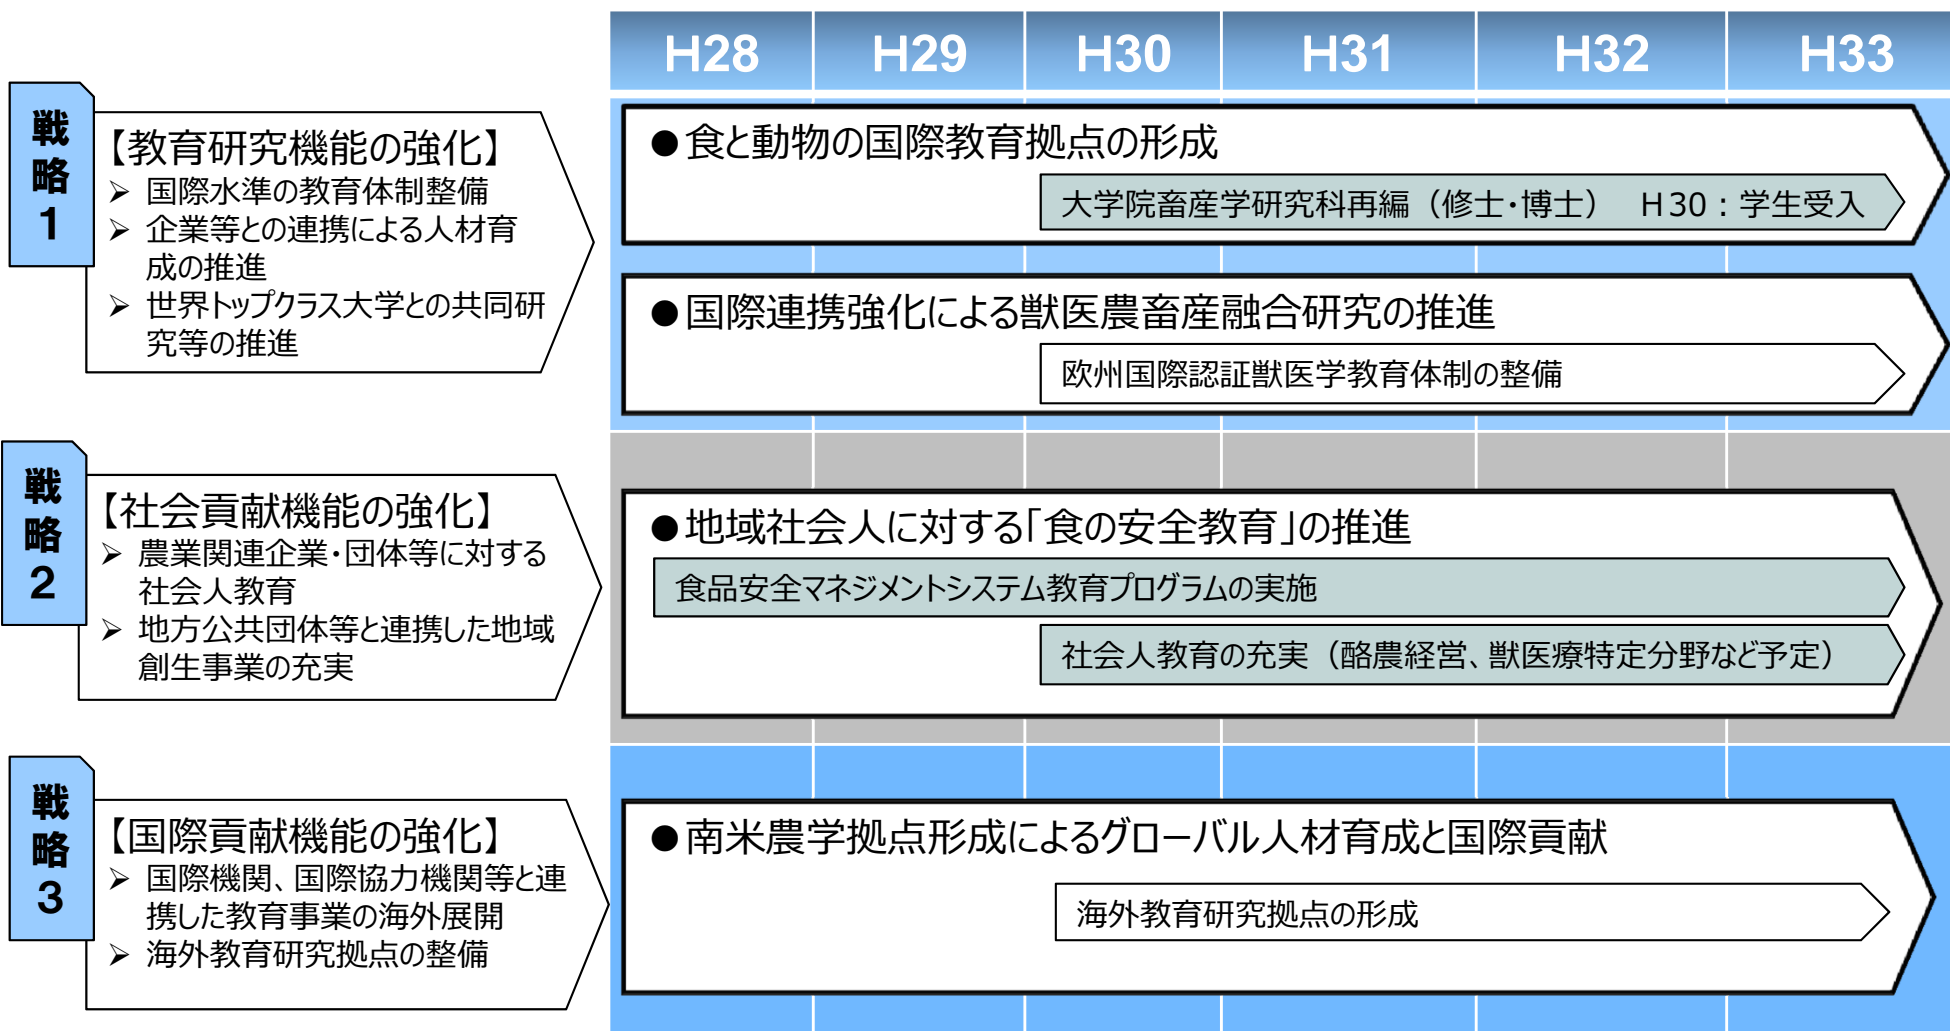 H28 H29 H30 H31 H32 H33
戦略1
【教育研究機能の強化】
➢ 国際水準の教育体制整備
➢ 企業等との連携による人材育
成の推進
➢ 世界トップクラス大学との共同研
究等の推進
●食と動物の国際教育拠点の形成
大学院畜産学研究科再編（修士・博士）　H30：学生受入
●国際連携強化による獣医農畜産融合研究の推進
欧州国際認証獣医学教育体制の整備
戦略2
【社会貢献機能の強化】
➢ 農業関連企業・団体等に対する
社会人教育
➢ 地方公共団体等と連携した地域
創生事業の充実
●地域社会人に対する「食の安全教育」の推進
食品安全マネジメントシステム教育プログラムの実施
社会人教育の充実（酪農経営、獣医療特定分野など予定）
戦略3
【国際貢献機能の強化】
➢ 国際機関、国際協力機関等と連
携した教育事業の海外展開
➢ 海外教育研究拠点の整備
●南米農学拠点形成によるグローバル人材育成と国際貢献
海外教育研究拠点の形成